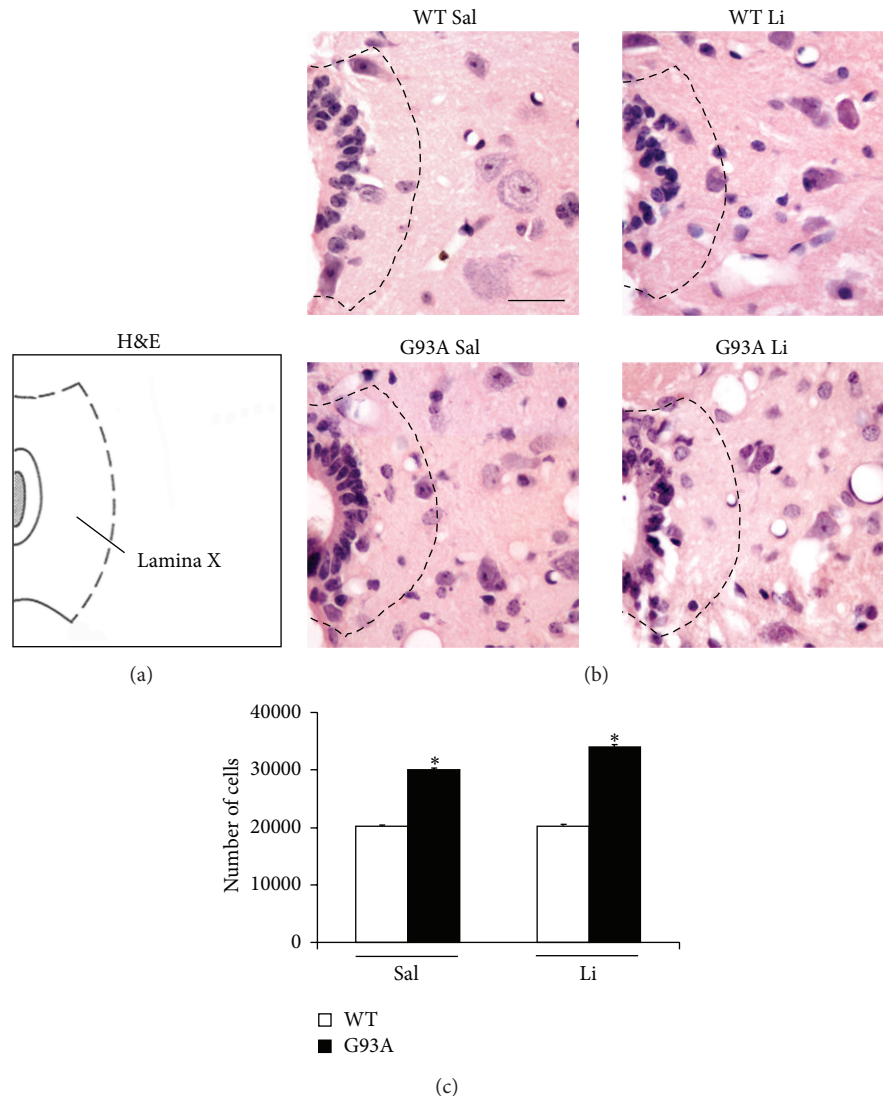 WT Sal
WT Li
H&E
Lamina X
(a)
G93A Sal
G93A Li
(b)
Number of cells
40000
30000
20000
10000
0
*
*
Sal
Li
WT
G93A
(c)